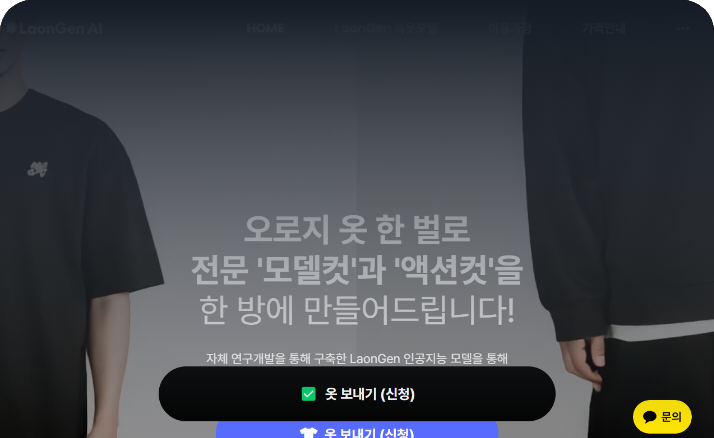 LaonGen AI
HOME
LaonGen
가격안내
오로지 옷 한 벌로
전문 '모델컷'과 '액션컷'을
한 방에 만들어드립니다!
자체 연구개발을 통해 구축한 LaonGen 인공지능 모델을 통해
옷 보내기 (신청)
옷 보내기 (신청)
문의